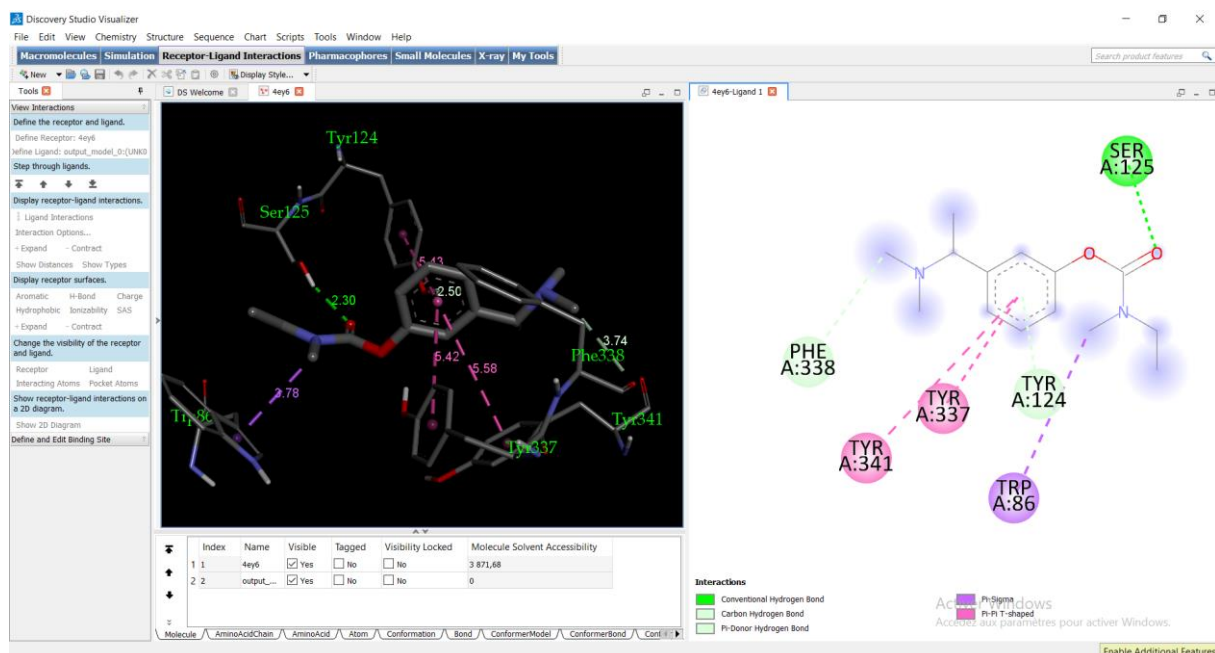 Discovery Studio Visualizer
File Edit View Chemistry Structure Sequence Chart Scripts Tools Window Help
Macromolecules Simulation Receptor-Ligand Interactions Pharmacophores Small Molecules X-ray My Tools
Search product features
New Display Style...
Tools
DS Welcome 4ey6
4ey6-Ligand 1
View Interactions
Define the receptor and ligand.
Define Receptor: 4ey6
efine Ligand: output_model_0:(UNK0
Step through ligands.
Display receptor-ligand interactions.
Ligand Interactions
Interaction Options...
+ Expand - Contract
Show Distances Show Types
Display receptor surfaces.
Aromatic H-Bond Charge
Hydrophobic Ionizability SAS
+ Expand - Contract
Change the visibility of the receptor and ligand.
Receptor Ligand
Interacting Atoms Pocket Atoms
Show receptor-ligand interactions on a 2D diagram.
Show 2D Diagram
Define and Edit Binding Site
Tyr124
Ser125
5.43
2.50
2.30
3.74
Phe338
5.42
5.58
3.78
Tyr341
Tyr337
SER
A:125
N
O
O
N
PHE
A:338
TYR
A:124
TYR
A:337
TYR
A:341
TRP
A:86
Index Name Visible Tagged Visibility Locked Molecule Solvent Accessibility
1 1 4ey6 Yes No No 3 871,68
2 2 output_... Yes No No 0
Molecule AminoAcidChain AminoAcid Atom Conformation Bond ConformerModel ConformerBond
Interactions
Conventional Hydrogen Bond
Carbon Hydrogen Bond
Pi-Donor Hydrogen Bond
Pi-Sigma
Pi-Pi T-shaped
Activer Windows
Accédez aux paramètres pour activer Windows.
Enable Additional Features